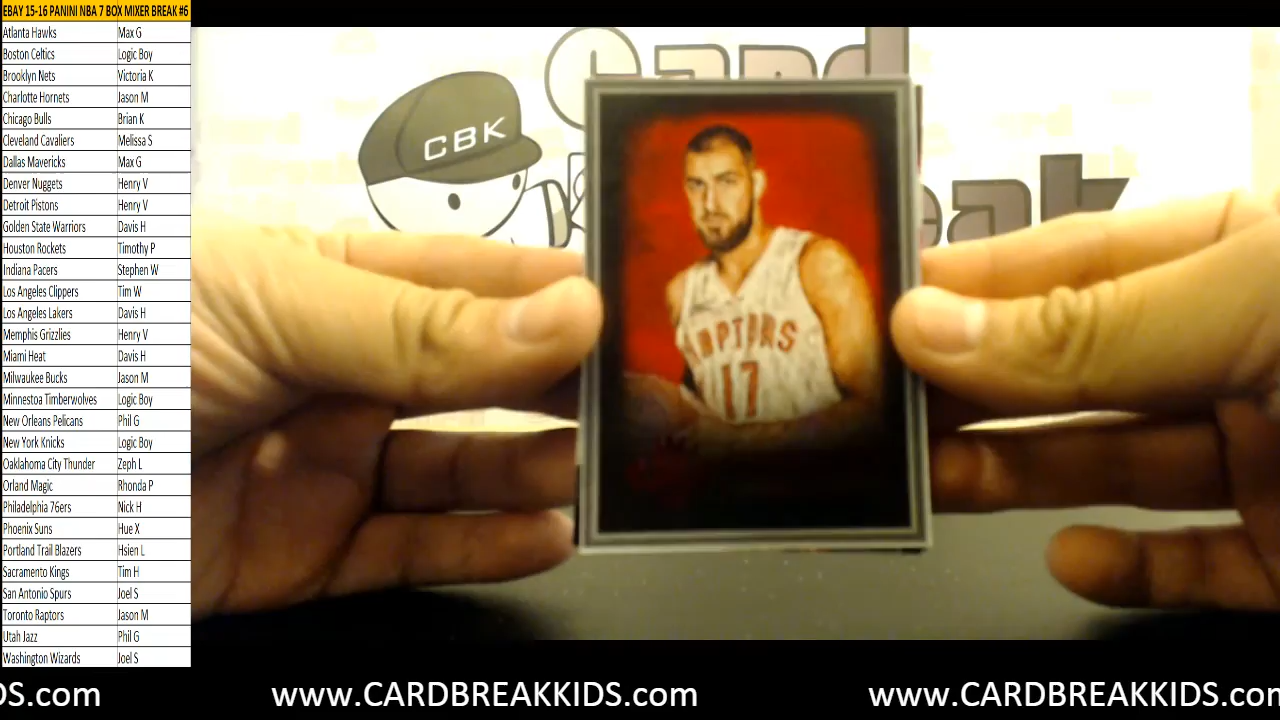 EBAY 15-16 PANINI NBA 7 BOX MIXER BREAK #6
Atlanta Hawks Max G
Boston Celtics Logic Boy
Brooklyn Nets Victoria K
Charlotte Hornets Jason M
Chicago Bulls Brian K
Cleveland Cavaliers Melissa S
Dallas Mavericks Max G
Denver Nuggets Henry V
Detroit Pistons Henry V
Golden State Warriors Davis H
Houston Rockets Timothy P
Indiana Pacers Stephen W
Los Angeles Clippers Tim W
Los Angeles Lakers Davis H
Memphis Grizzlies Henry V
Miami Heat Davis H
Milwaukee Bucks Jason M
Minnestoa Timberwolves Logic Boy
New Orleans Pelicans Phil G
New York Knicks Logic Boy
Oaklahoma City Thunder Zeph L
Orland Magic Rhonda P
Philadelphia 76ers Nick H
Phoenix Suns Hue X
Portland Trail Blazers Hsien L
Sacramento Kings Tim H
San Antonio Spurs Joel S
Toronto Raptors Jason M
Utah Jazz Phil G
Washington Wizards Joel S
Card
CBK
eak
RAPTORS
17
DS.com www.CARDBREAKKIDS.com www.CARDBREAKKIDS.com